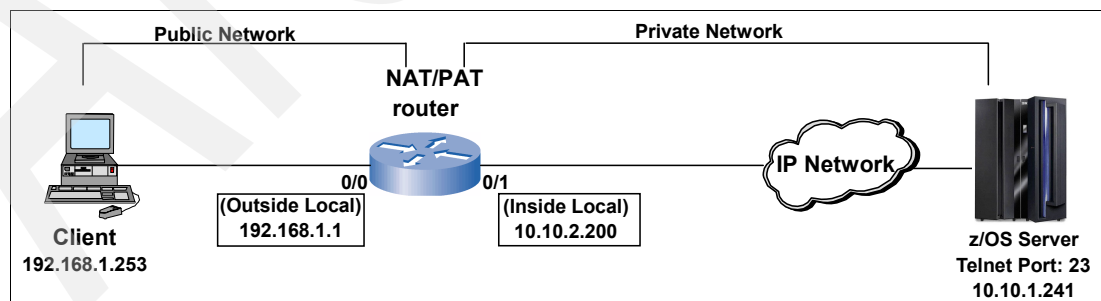 Public Network
Private Network
NAT/PAT
router
IP Network
0/0
0/1
(Outside Local)
192.168.1.1
(Inside Local)
10.10.2.200
Client
192.168.1.253
z/OS Server
Telnet Port: 23
10.10.1.241